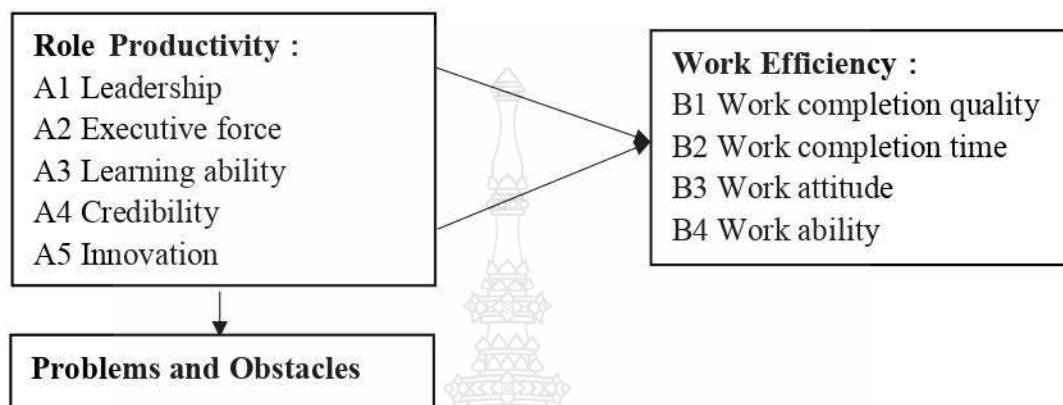 Role Productivity :
A1 Leadership
A2 Executive force
A3 Learning ability
A4 Credibility
A5 Innovation
Work Efficiency :
B1 Work completion quality
B2 Work completion time
B3 Work attitude
B4 Work ability
Problems and Obstacles